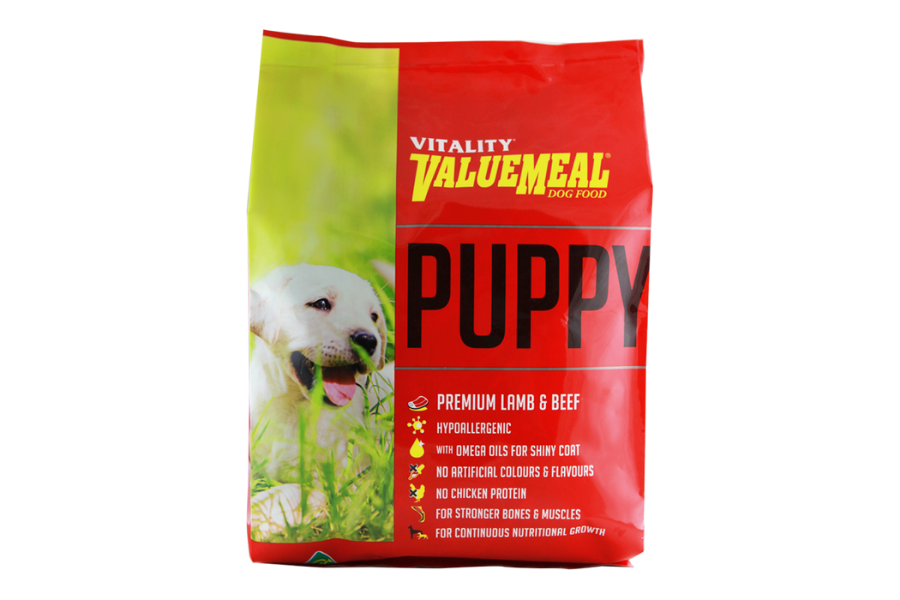 VITALITY™
VALUEMEAL®
DOG FOOD
PUPPY
PREMIUM LAMB & BEEF
HYPOALLERGENIC
WITH OMEGA OILS FOR SHINY COAT
NO ARTIFICIAL COLOURS & FLAVOURS
NO CHICKEN PROTEIN
FOR STRONGER BONES & MUSCLES
FOR CONTINUOUS NUTRITIONAL GROWTH